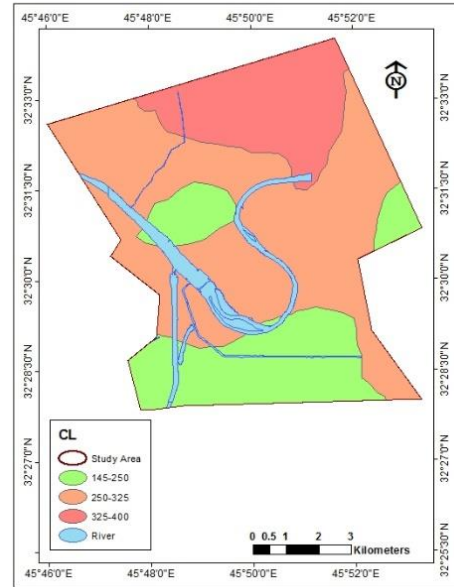 45°46'0"E 45°48'0"E 45°50'0"E 45°52'0"E
32°33'0"N 32°33'0"N
N
32°31'30"N 32°31'30"N
32°30'0"N 32°30'0"N
32°28'30"N 32°28'30"N
32°27'0"N 32°27'0"N
CL
Study Area
145-250
250-325
325-400
River
0 0.5 1 2 3
Kilometers
32°25'30"N
45°46'0"E 45°48'0"E 45°50'0"E 45°52'0"E